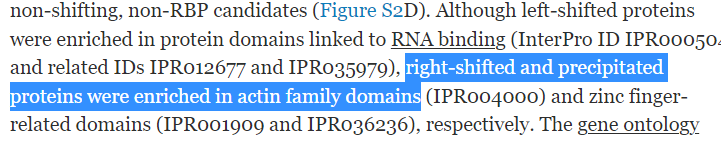 non-shifting, non-RBP candidates (Figure S2D). Although left-shifted proteins
were enriched in protein domains linked to RNA binding (InterPro ID IPR000504
and related IDs IPR012677 and IPR035979), right-shifted and precipitated
proteins were enriched in actin family domains (IPR004000) and zinc finger-
related domains (IPR001909 and IPR036236), respectively. The gene ontology